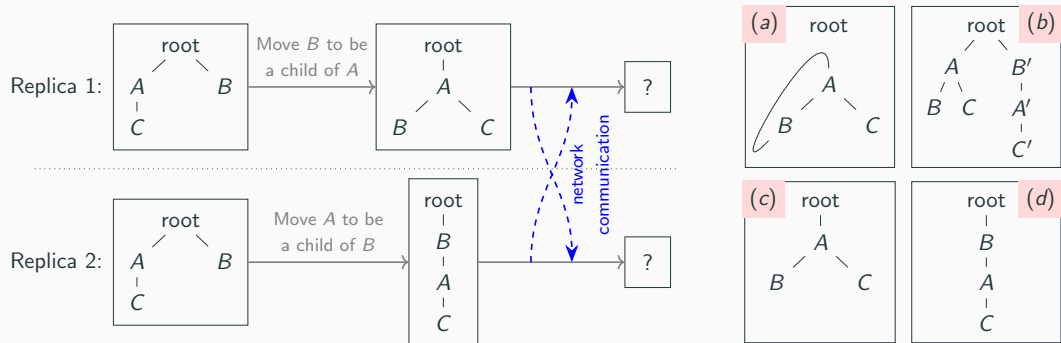 Replica 1:
root
A
B
C
Move B to be
a child of A
root
A
B
C
?
network
communication
Replica 2:
root
A
B
C
Move A to be
a child of B
root
B
A
C
?
(a)
root
A
B
C
(b)
root
A
B′
B
C
A′
C′
(c)
root
A
B
C
(d)
root
B
A
C